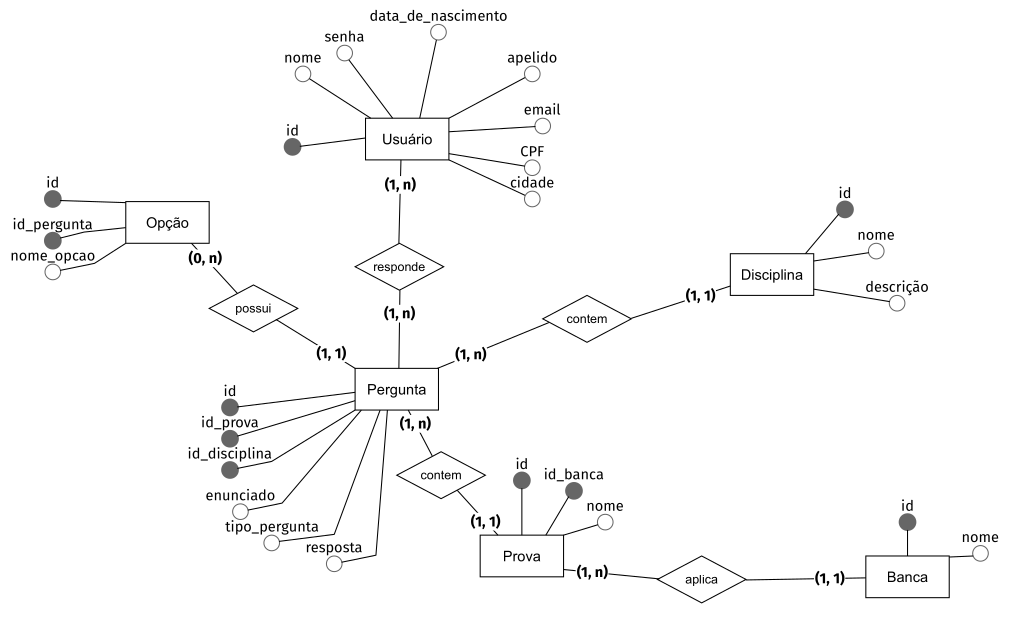 data_de_nascimento
senha
nome
apelido
email
id
Usuário
CPF
cidade
(1, n)
id
id_pergunta
nome_opcao
Opção
(0, n)
id
nome
Disciplina
descrição
(1, 1)
responde
possui
contem
(1, n)
(1, 1)
(1, n)
Pergunta
id
id_prova
id_disciplina
enunciado
tipo_pergunta
resposta
(1, n)
contem
(1, 1)
id
id_banca
nome
Prova
(1, n)
aplica
(1, 1)
id
nome
Banca